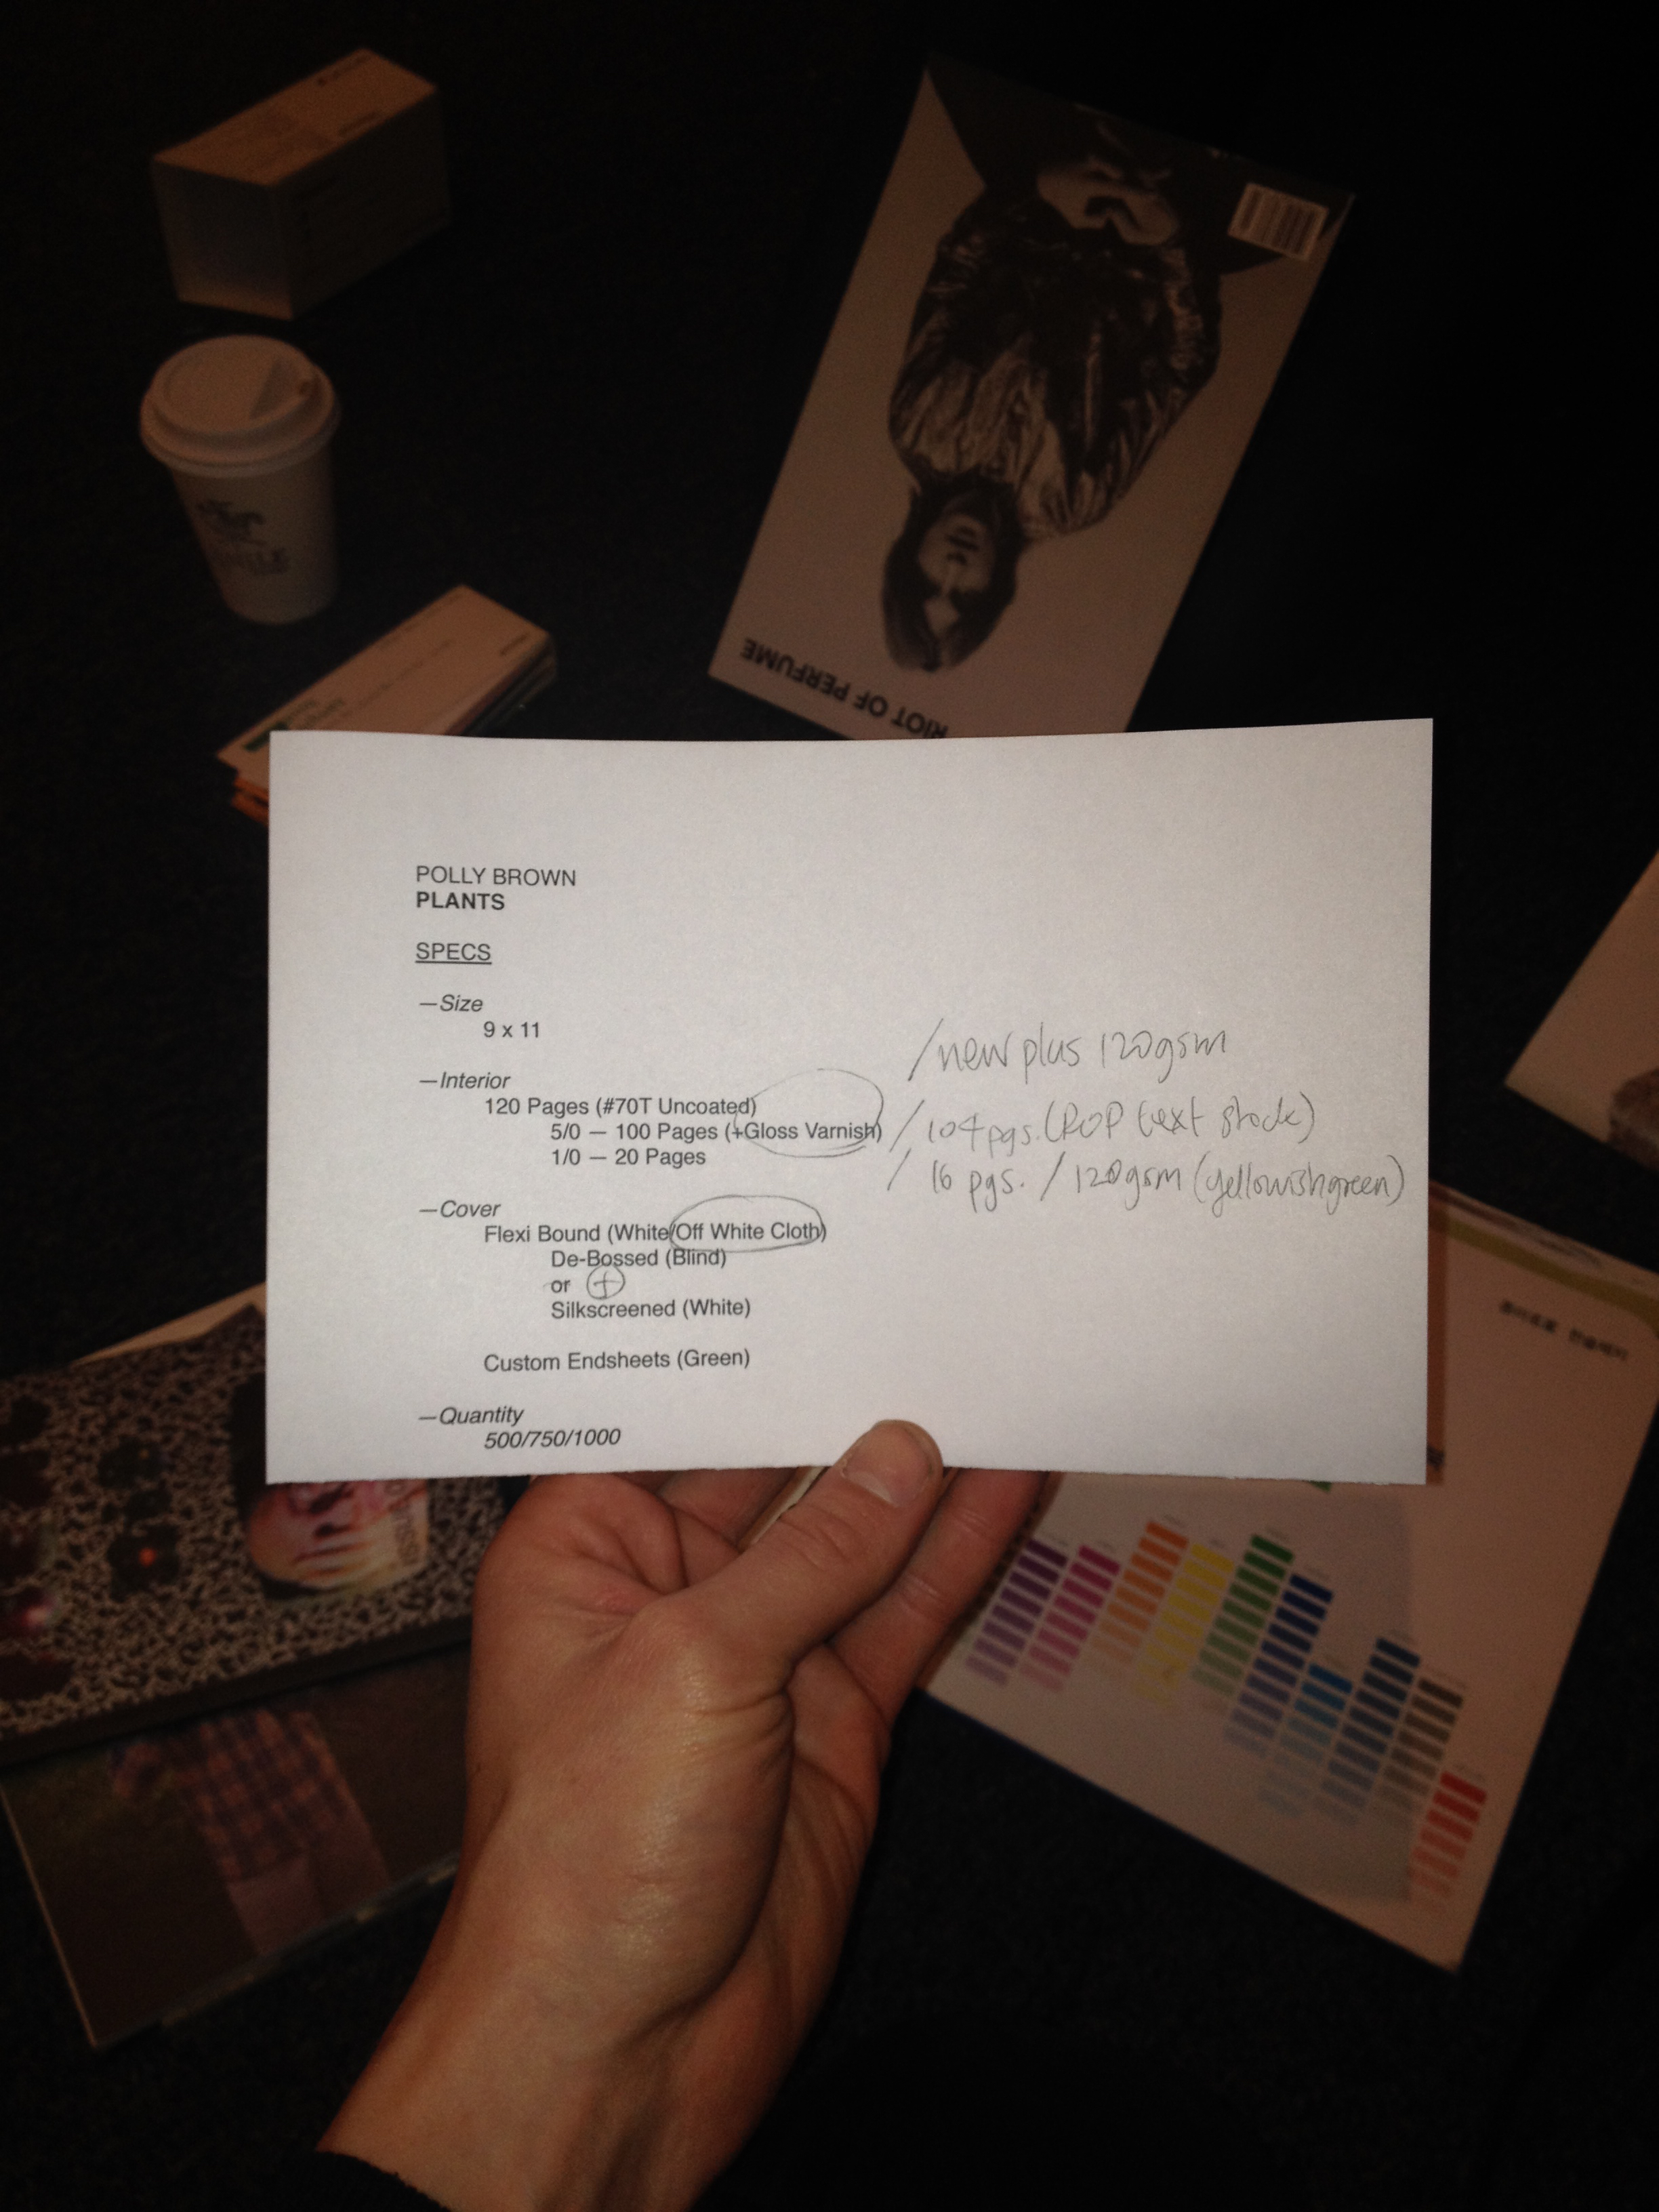 RIOT OF PERFUME
POLLY BROWN
PLANTS
SPECS
—Size
9 x 11
/new plus 120gsm
—Interior
120 Pages (#70T Uncoated)
5/0 — 100 Pages (+Gloss Varnish) / 104pgs. (ROP text stock)
1/0 — 20 Pages / 16 pgs. / 120gsm (yellowishgreen)
—Cover
Flexi Bound (White/Off White Cloth)
De-Bossed (Blind)
or +
Silkscreened (White)
Custom Endsheets (Green)
—Quantity
500/750/1000
ISSUE